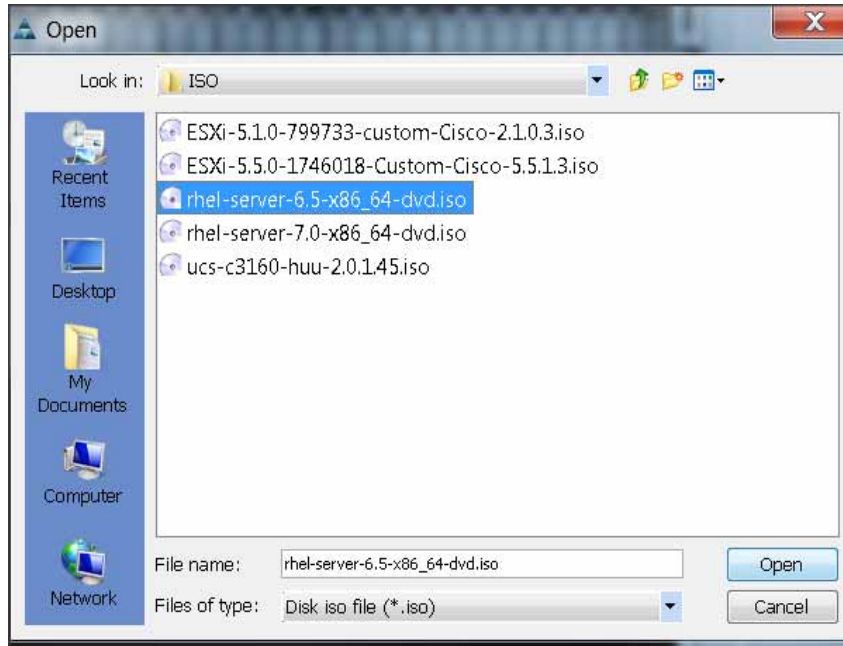 Open
Look in: ISO
Recent
Items
Desktop
My
Documents
Computer
Network
ESXi-5.1.0-799733-custom-Cisco-2.1.0.3.iso
ESXi-5.5.0-1746018-Custom-Cisco-5.5.1.3.iso
rhel-server-6.5-x86_64-dvd.iso
rhel-server-7.0-x86_64-dvd.iso
ucs-c3160-huu-2.0.1.45.iso
File name: rhel-server-6.5-x86_64-dvd.iso Open
Files of type: Disk iso file (*.iso) Cancel